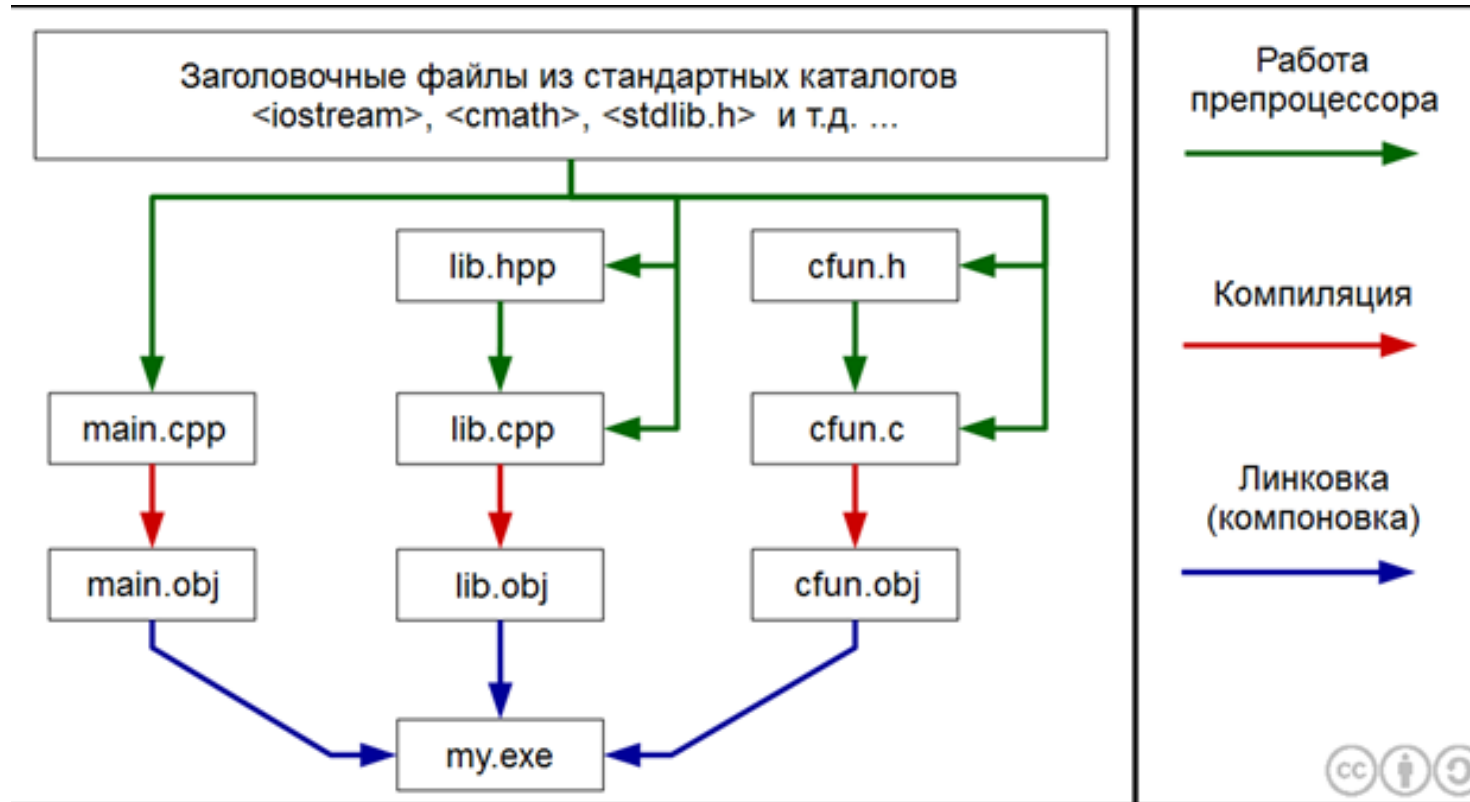 Заголовочные файлы из стандартных каталогов
<iostream>, <cmath>, <stdlib.h> и т.д. ...
lib.hpp
cfun.h
main.cpp
lib.cpp
cfun.c
main.obj
lib.obj
cfun.obj
my.exe
Работа
препроцессора
Компиляция
Линковка
(компоновка)
cc